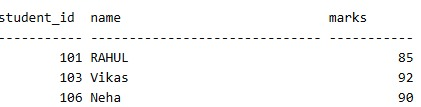 student_id name marks
----------- ------------------------------ -----------
101 RAHUL 85
103 Vikas 92
106 Neha 90